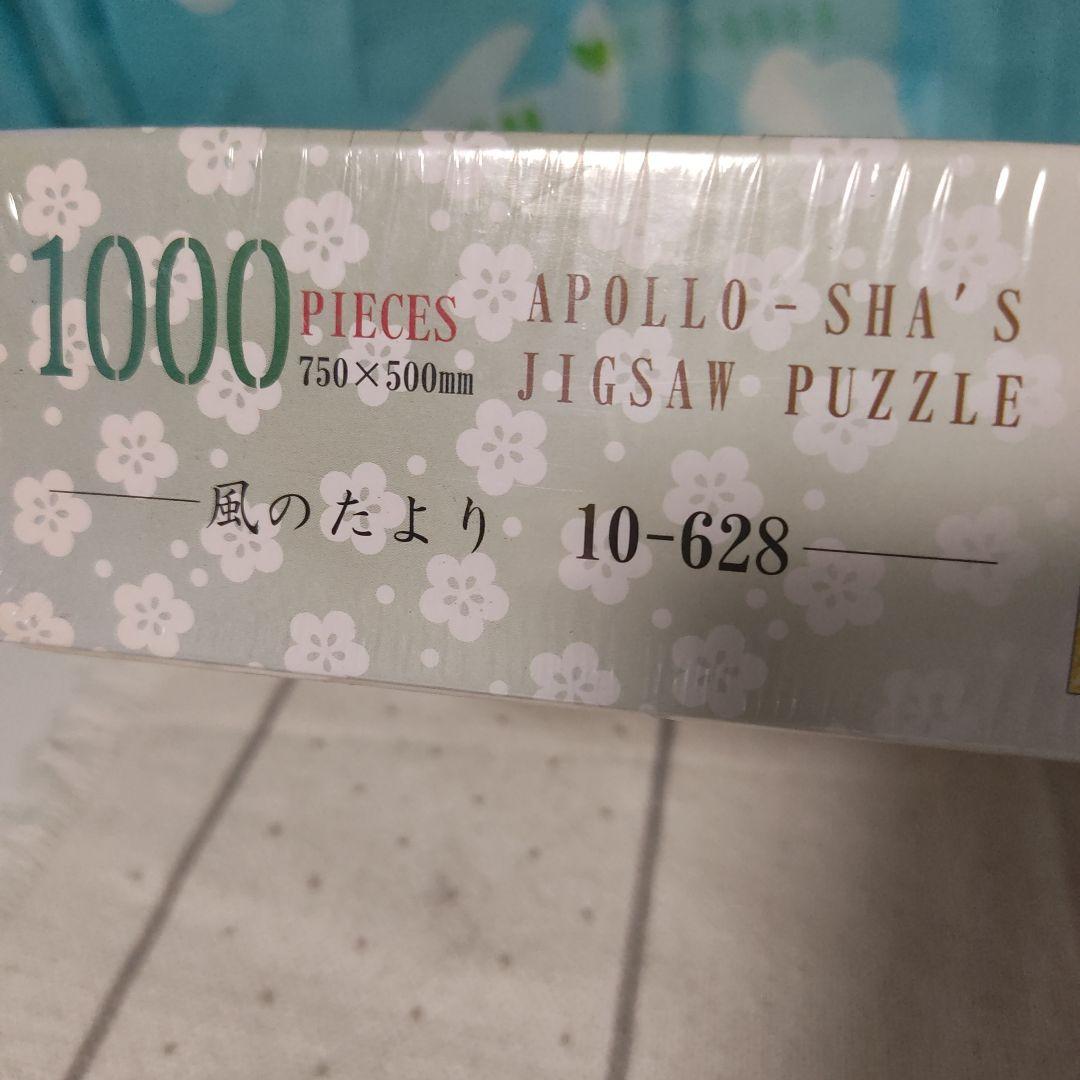 1000 PIECES
750×500mm
APOLLO-SHA'S
JIGSAW PUZZLE
風のたより 10-628